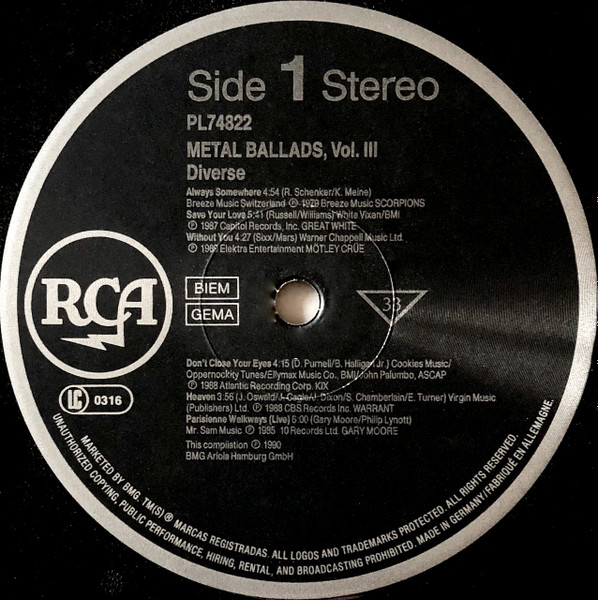 Side 1 Stereo
PL74822
METAL BALLADS, Vol. III
Diverse
Always Somewhere 4:54 (R. Schenker/K. Meine)
Breeze Music Switzerland ℗ 1979 Breeze Music SCORPIONS
Save Your Love 5:41 (Russell/Williams) White Vixen/BMI
℗ 1987 Capitol Records, Inc. GREAT WHITE
Without You 4:27 (Sixx/Mars) Warner Chappell Music Ltd.
Elektra Entertainment MÖTLEY CRÜE
RCA
BIEM
GEMA
33
LC 0316
Don't Close Your Eyes 4:15 (D. Purnell/B. Halligan Jr.) Cookies Music/
Oppernockity Tunes/Ellymax Music Co., BMI/John Palumbo, ASCAP
℗ 1988 Atlantic Recording Corp. KIX
Heaven 3:56 (J. Oswald/J. Cagle/J. Dixon/S. Chamberlain/E. Turner) Virgin Music
(Publishers) Ltd. ℗ 1988 CBS Records Inc. WARRANT
Parisienne Walkways (Live) 6:00 (Gary Moore/Philip Lynott)
Mr. Sam Music ℗ 1985 10 Records Ltd. GARY MOORE
This compilation ℗ 1990
BMG Ariola Hamburg GmbH
MARKETED BY BMG. TM(S) ® MARCAS REGISTRADAS. ALL LOGOS AND TRADEMARKS PROTECTED. ALL RIGHTS RESERVED.
UNAUTHORIZED COPYING, PUBLIC PERFORMANCE, HIRING, RENTAL, AND BROADCASTING PROHIBITED. MADE IN GERMANY/FABRIQUÉ EN ALLEMAGNE.